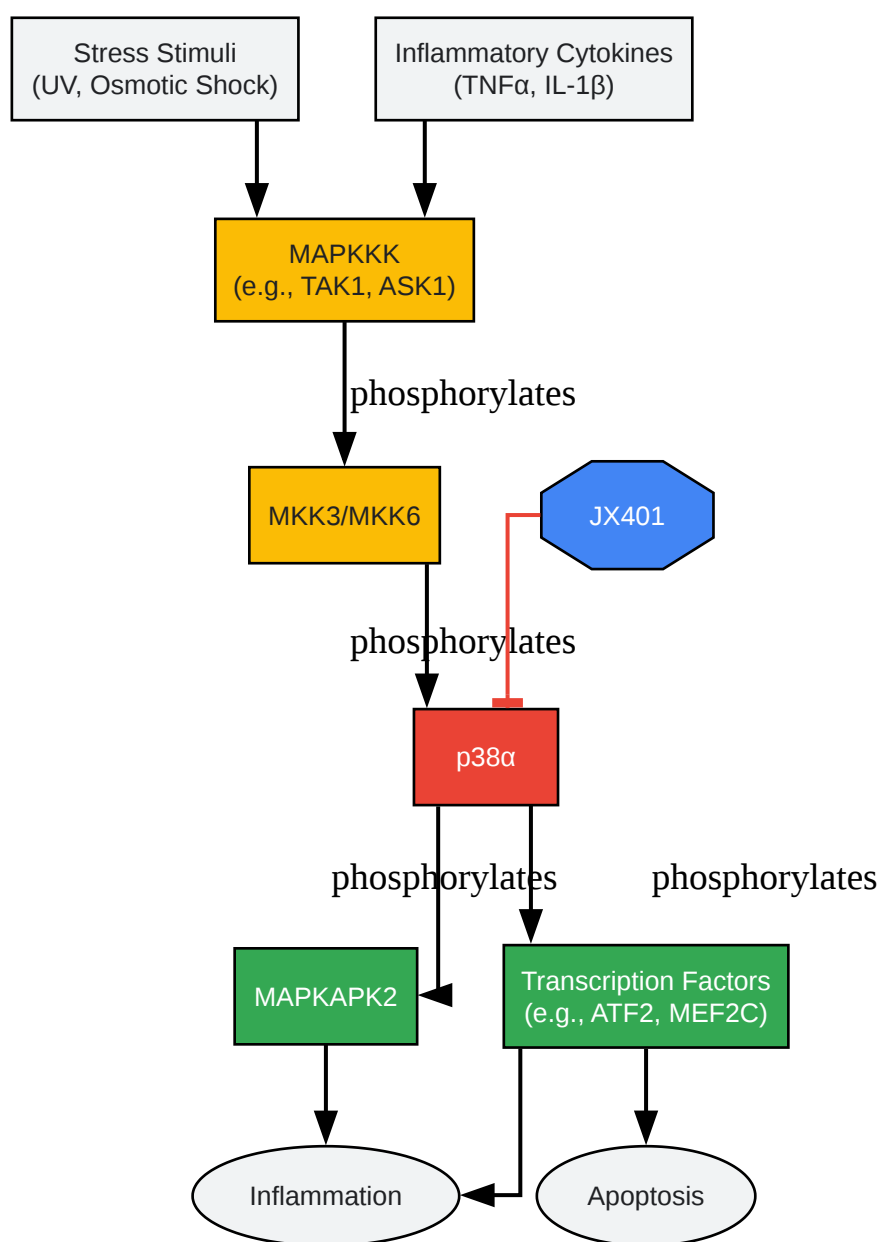 Stress Stimuli
(UV, Osmotic Shock)
Inflammatory Cytokines
(TNFα, IL-1β)
MAPKKK
(e.g., TAK1, ASK1)
phosphorylates
MKK3/MKK6
JX401
phosphorylates
p38α
phosphorylates
phosphorylates
MAPKAPK2
Transcription Factors
(e.g., ATF2, MEF2C)
Inflammation
Apoptosis